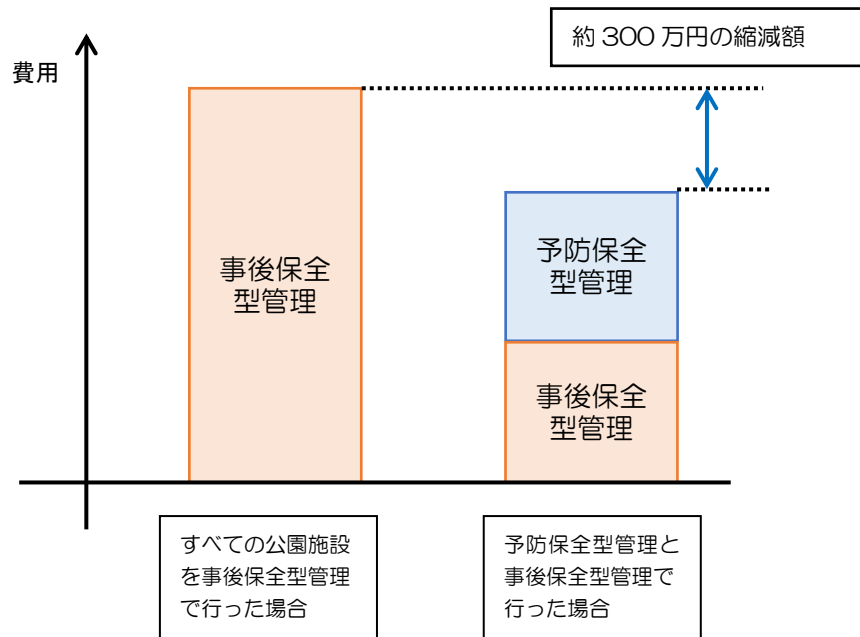 約 300 万円の縮減額
費用
事後保全
型管理
予防保全
型管理
事後保全
型管理
すべての公園施設
を事後保全型管理
で行った場合
予防保全型管理と
事後保全型管理で
行った場合